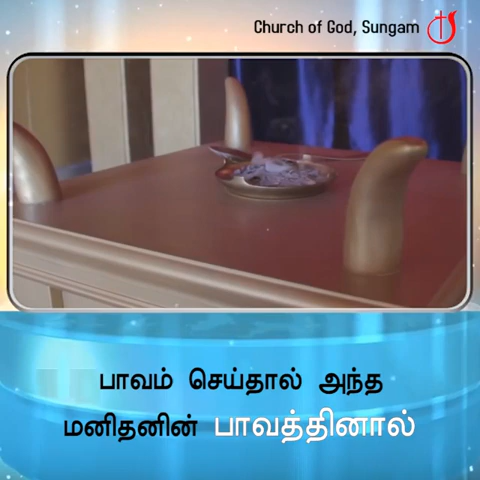 Church of God, Sungam
பாவம் செய்தால் அந்த
மனிதனின் பாவத்தினால்